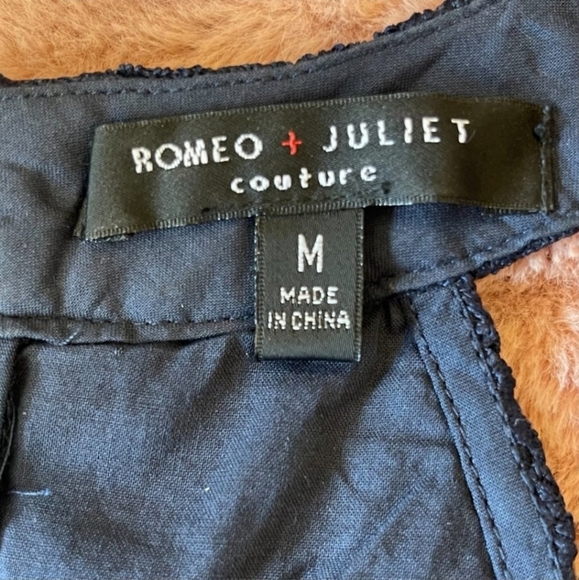 ROMEO + JULIET
couture
M
MADE
IN CHINA